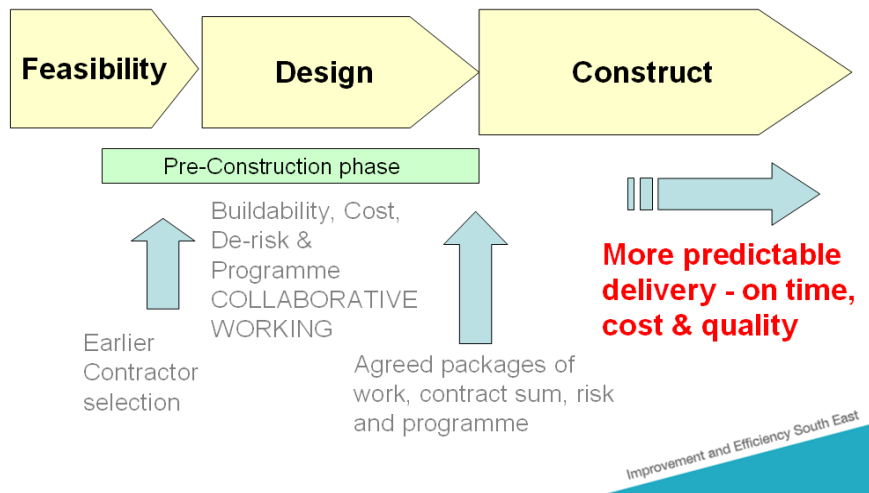 Feasibility
Design
Construct
Pre-Construction phase
Buildability, Cost,
De-risk &
Programme
COLLABORATIVE
WORKING
Earlier
Contractor
selection
Agreed packages of
work, contract sum, risk
and programme
More predictable
delivery - on time,
cost & quality
Improvement and Efficiency South East